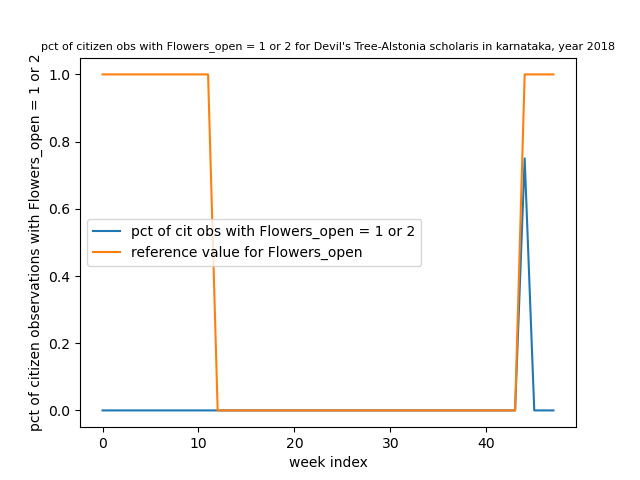 pct of citizen obs with Flowers_open = 1 or 2 for Devil's Tree-Alstonia scholaris in karnataka, year 2018
pct of citizen observations with Flowers_open = 1 or 2
1.0
0.8
0.6
0.4
0.2
0.0
pct of cit obs with Flowers_open = 1 or 2
reference value for Flowers_open
0
10
20
30
40
week index